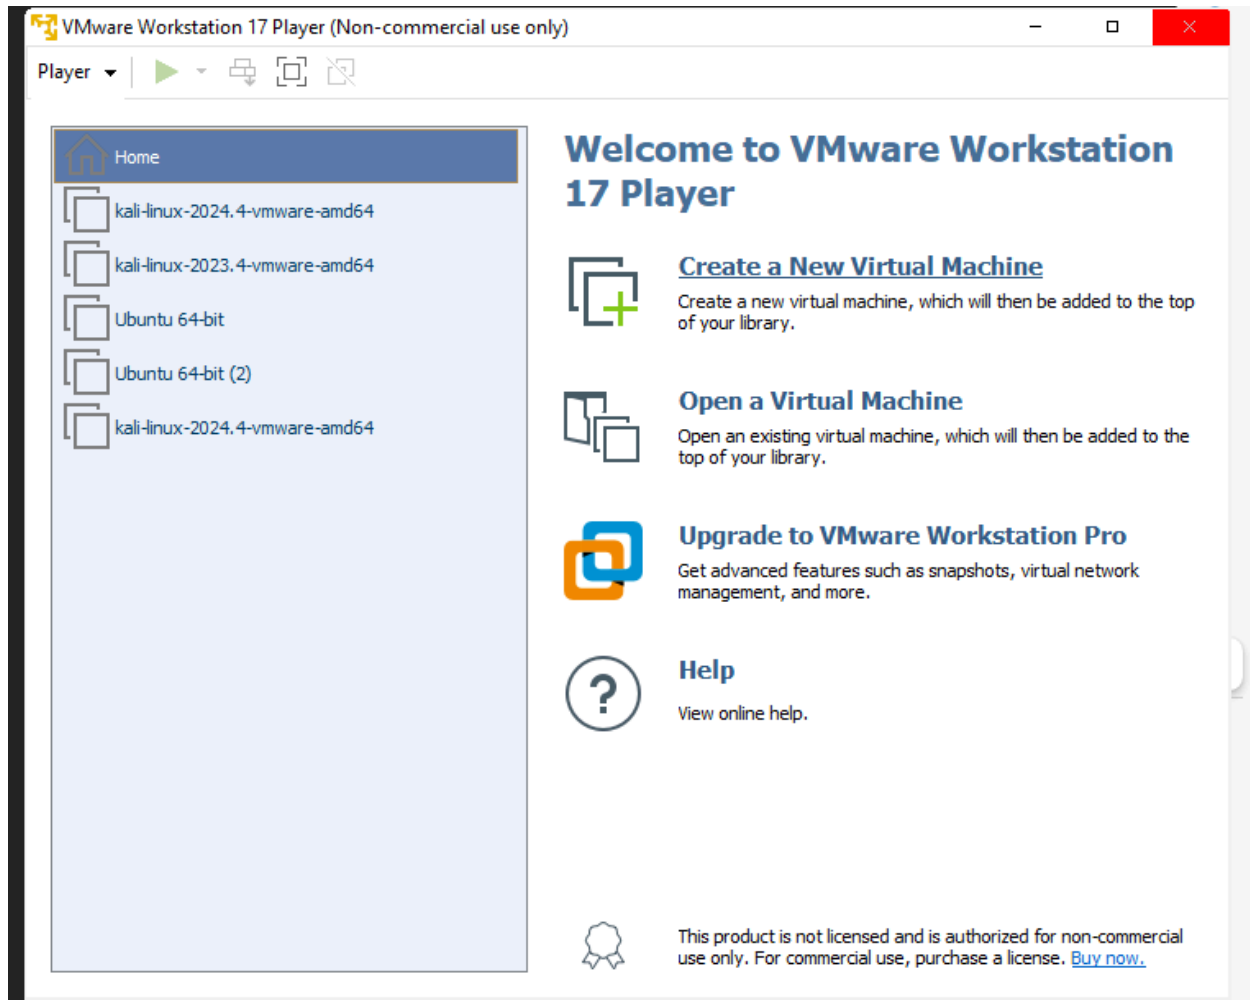 VMware Workstation 17 Player (Non-commercial use only)
Player
Home
kali-linux-2024.4-vmware-amd64
kali-linux-2023.4-vmware-amd64
Ubuntu 64-bit
Ubuntu 64-bit (2)
kali-linux-2024.4-vmware-amd64
Welcome to VMware Workstation
17 Player
Create a New Virtual Machine
Create a new virtual machine, which will then be added to the top
of your library.
Open a Virtual Machine
Open an existing virtual machine, which will then be added to the
top of your library.
Upgrade to VMware Workstation Pro
Get advanced features such as snapshots, virtual network
management, and more.
Help
View online help.
This product is not licensed and is authorized for non-commercial
use only. For commercial use, purchase a license. Buy now.